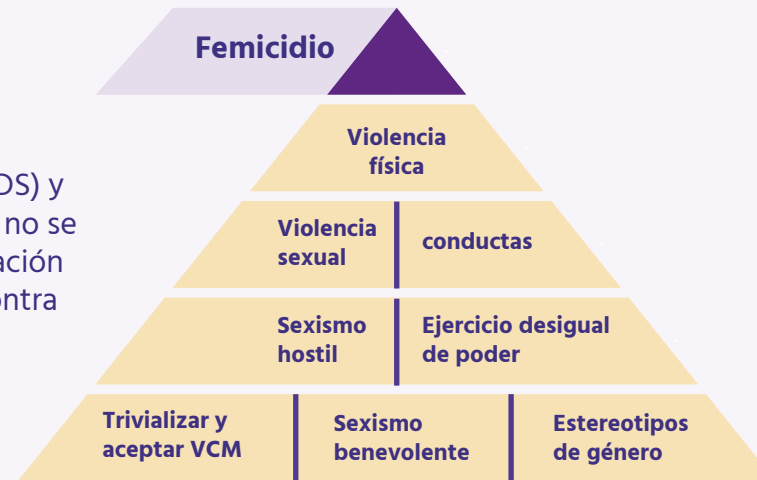 Femicidio
Violencia
física
DS) y
no se
ación
ontra
Violencia
sexual
conductas
Sexismo
hostil
Ejercicio desigual
de poder
Trivializar y
aceptar VCM
Sexismo
benevolente
Estereotipos
de género